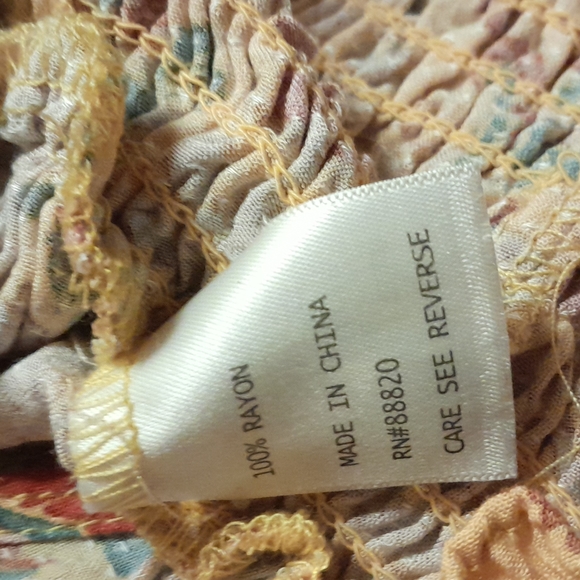 100% RAYON
MADE IN CHINA
RN#88820
CARE SEE REVERSE